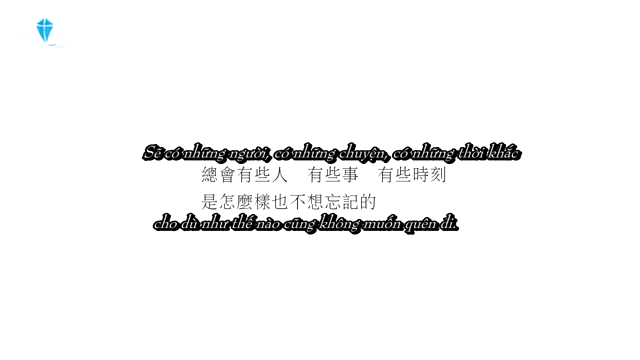 Sẽ có những người, có những chuyện, có những thời khắc
總會有些人　有些事　有些時刻
是怎麼樣也不想忘記的
cho dù như thế nào cũng không muốn quên đi.